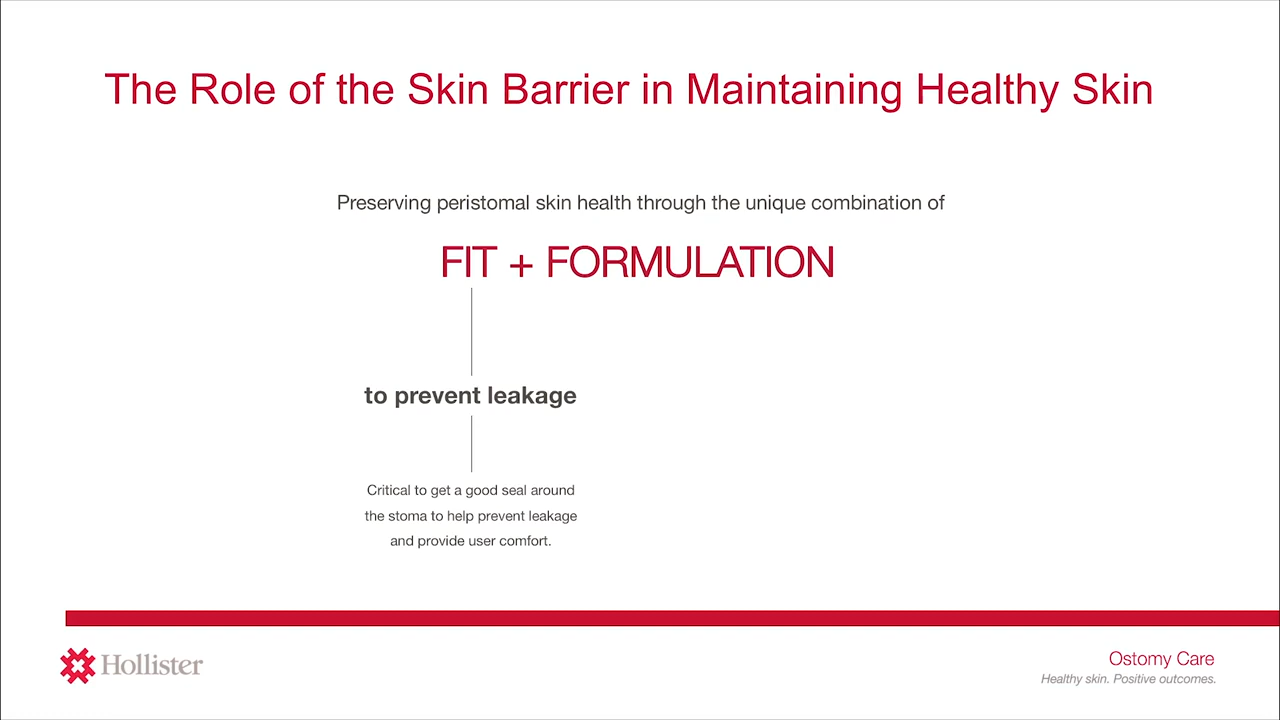 The Role of the Skin Barrier in Maintaining Healthy Skin
Preserving peristomal skin health through the unique combination of
FIT + FORMULATION
to prevent leakage
Critical to get a good seal around
the stoma to help prevent leakage
and provide user comfort.
Hollister
Ostomy Care
Healthy skin. Positive outcomes.